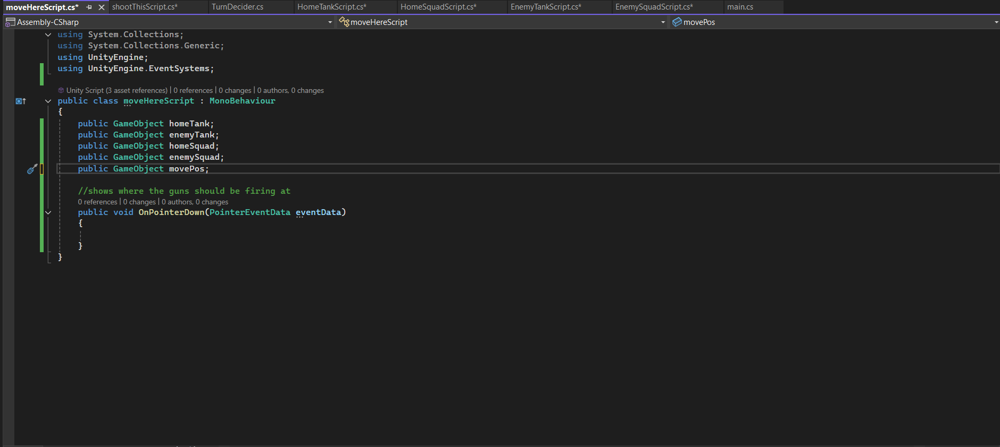 moveHereScript.cs* shootThisScript.cs* TurnDecider.cs HomeTankScript.cs* HomeSquadScript.cs* EnemyTankScript.cs* EnemySquadScript.cs* main.cs
Assembly-CSharp moveHereScript movePos
using System.Collections;
using System.Collections.Generic;
using UnityEngine;
using UnityEngine.EventSystems;
Unity Script (3 asset references) | 0 references | 0 changes | 0 authors, 0 changes
public class moveHereScript : MonoBehaviour
{
public GameObject homeTank;
public GameObject enemyTank;
public GameObject homeSquad;
public GameObject enemySquad;
public GameObject movePos;
//shows where the guns should be firing at
0 references | 0 changes | 0 authors, 0 changes
public void OnPointerDown(PointerEventData eventData)
{
}
}